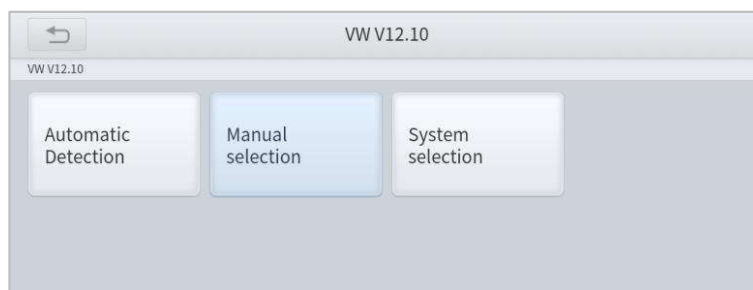 VW V12.10
VW V12.10
Automatic
Detection
Manual
selection
System
selection